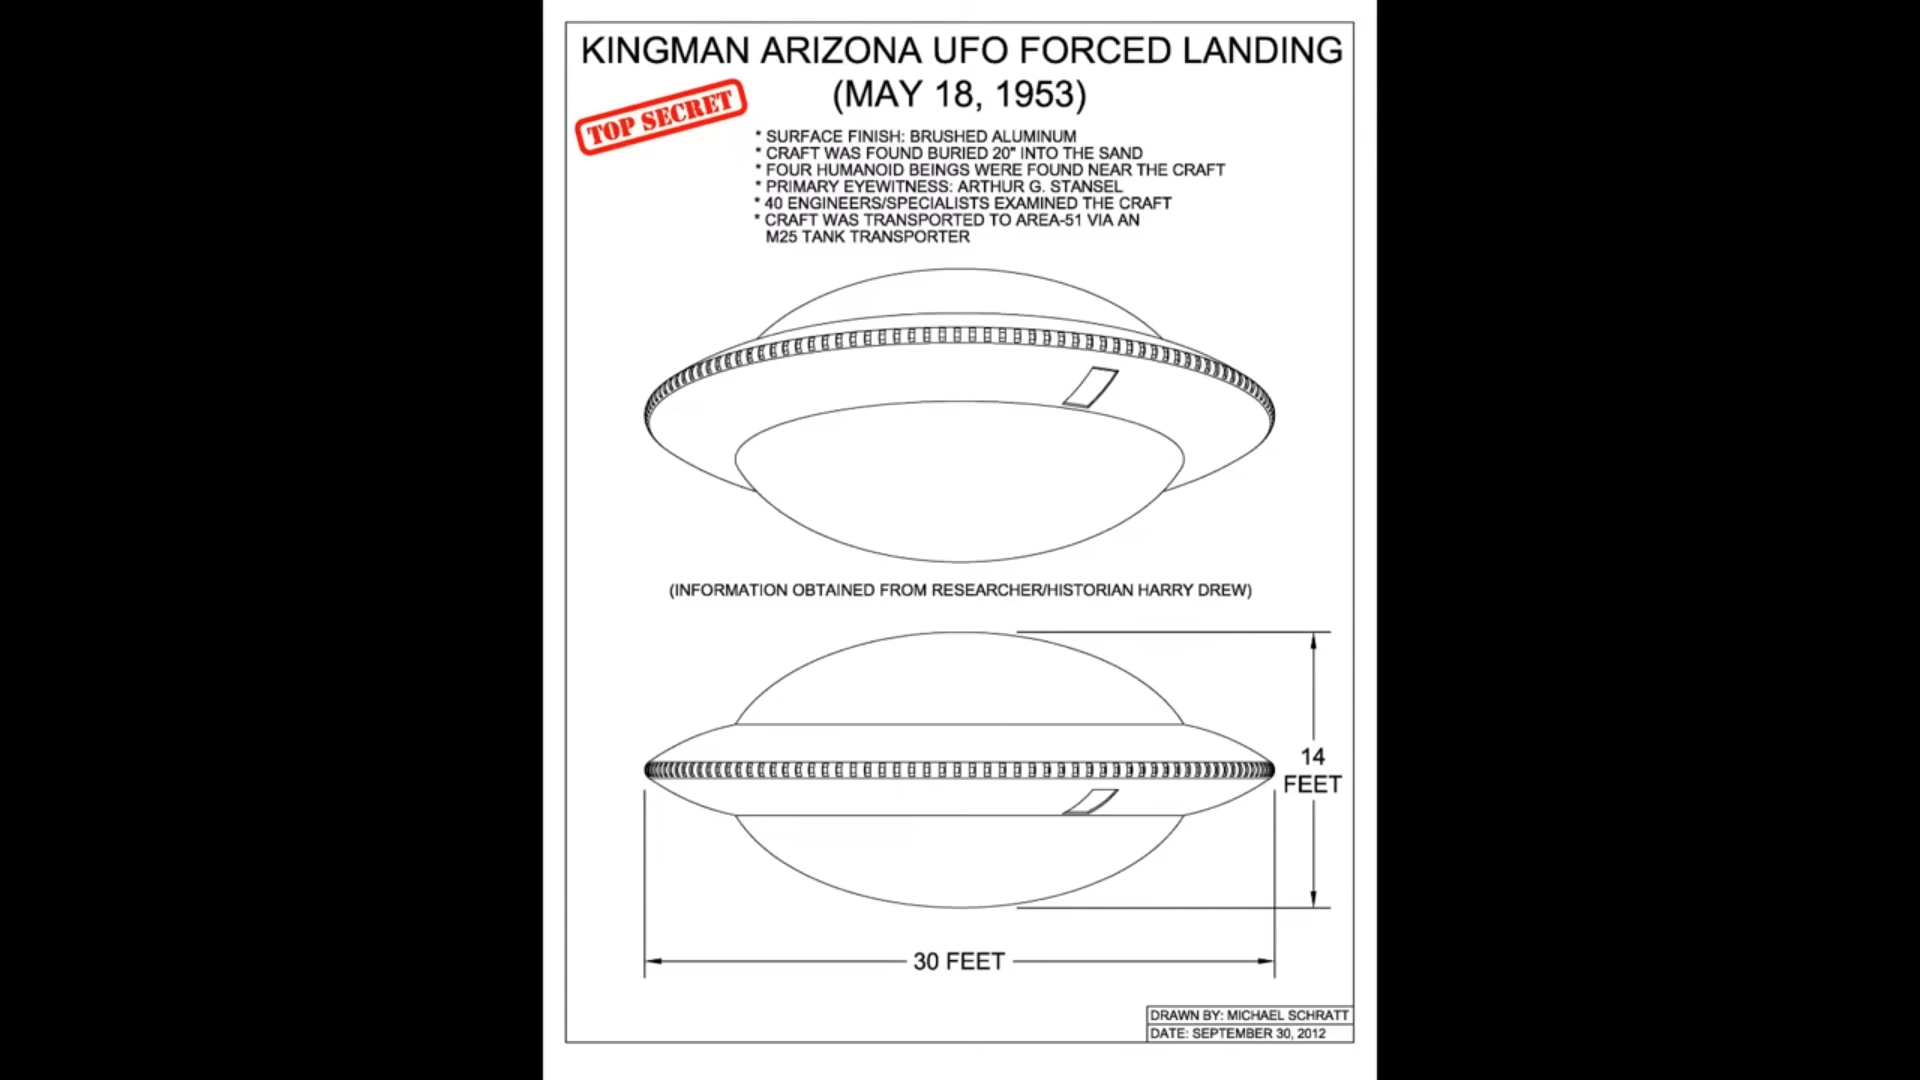 KINGMAN ARIZONA UFO FORCED LANDING
(MAY 18, 1953)
TOP SECRET
* SURFACE FINISH: BRUSHED ALUMINUM
* CRAFT WAS FOUND BURIED 20" INTO THE SAND
* FOUR HUMANOID BEINGS WERE FOUND NEAR THE CRAFT
* PRIMARY EYEWITNESS: ARTHUR G. STANSEL
* 40 ENGINEERS/SPECIALISTS EXAMINED THE CRAFT
* CRAFT WAS TRANSPORTED TO AREA-51 VIA AN
M25 TANK TRANSPORTER
(INFORMATION OBTAINED FROM RESEARCHER/HISTORIAN HARRY DREW)
14
FEET
30 FEET
DRAWN BY: MICHAEL SCHRATT
DATE: SEPTEMBER 30, 2012